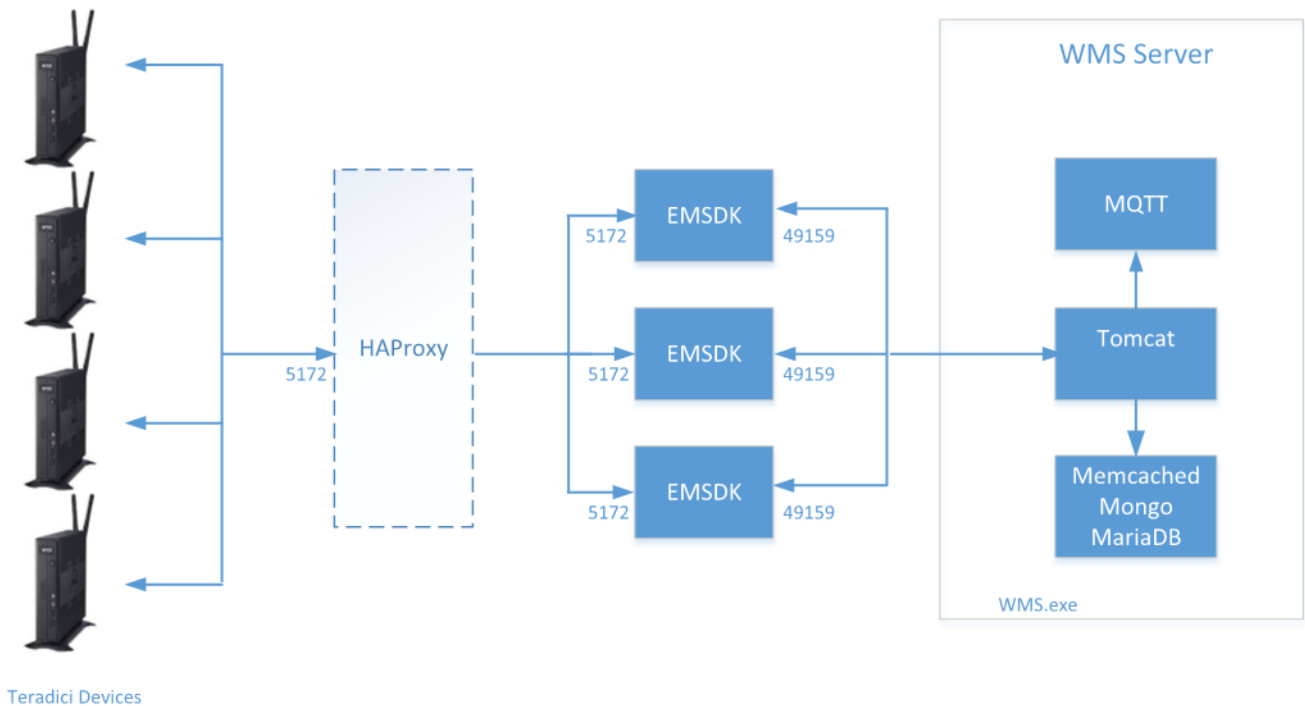 WMS Server
EMSDK
5172
49159
MQTT
HAProxy
5172
EMSDK
5172
49159
Tomcat
EMSDK
5172
49159
Memcached
Mongo
MariaDB
WMS.exe
Teradici Devices